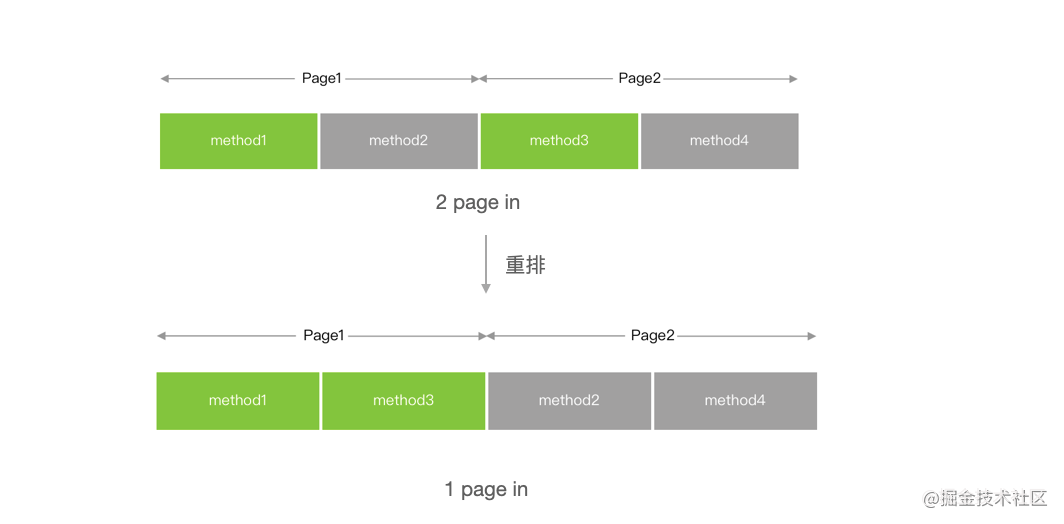 Page1 Page2
method1 method2 method3 method4
2 page in
重排
Page1 Page2
method1 method3 method2 method4
1 page in
@掘金技术社区